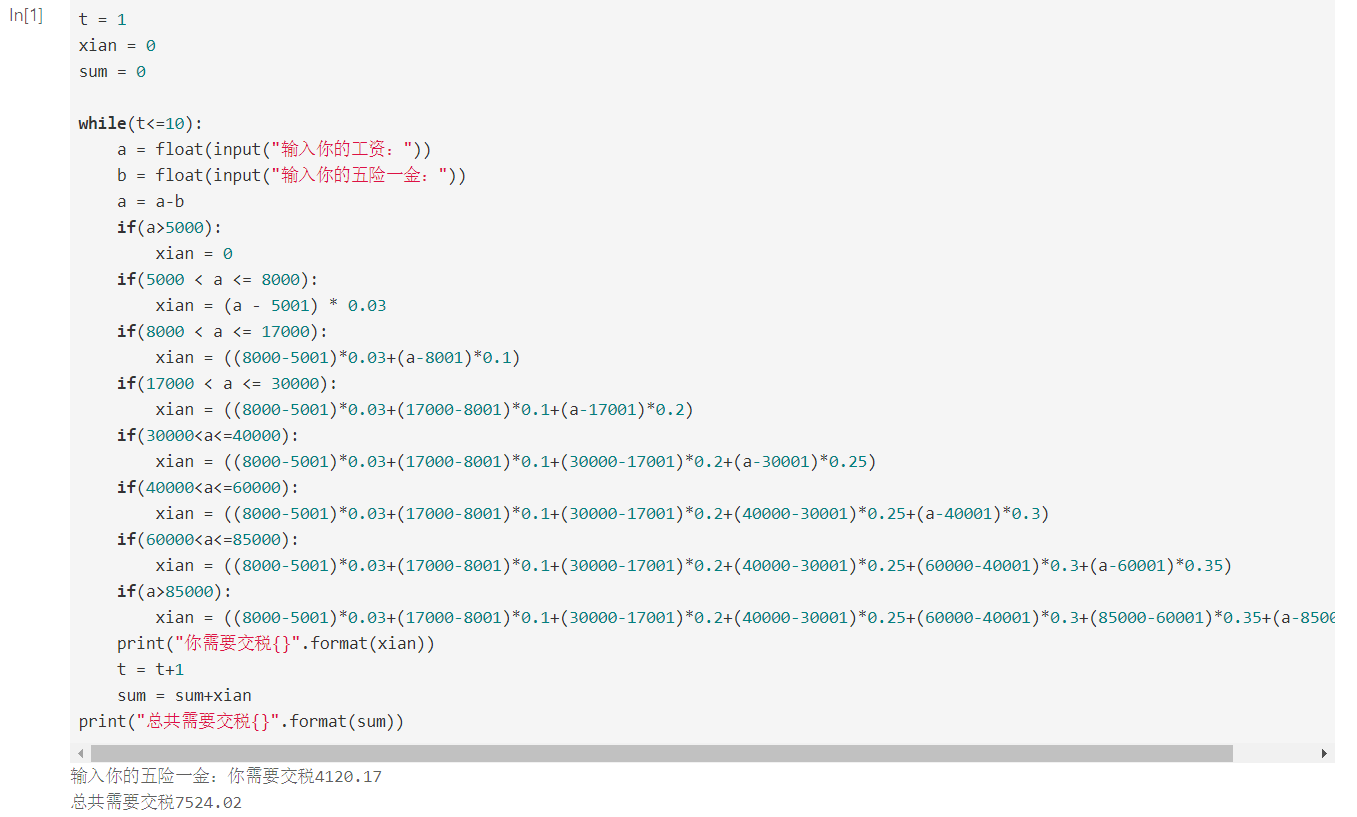 In[1]
t = 1
xian = 0
sum = 0
while(t<=10):
    a = float(input("输入你的工资："))
    b = float(input("输入你的五险一金："))
    a = a-b
    if(a>5000):
        xian = 0
    if(5000 < a <= 8000):
        xian = (a - 5001) * 0.03
    if(8000 < a <= 17000):
        xian = ((8000-5001)*0.03+(a-8001)*0.1)
    if(17000 < a <= 30000):
        xian = ((8000-5001)*0.03+(17000-8001)*0.1+(a-17001)*0.2)
    if(30000<a<=40000):
        xian = ((8000-5001)*0.03+(17000-8001)*0.1+(30000-17001)*0.2+(a-30001)*0.25)
    if(40000<a<=60000):
        xian = ((8000-5001)*0.03+(17000-8001)*0.1+(30000-17001)*0.2+(40000-30001)*0.25+(a-40001)*0.3)
    if(60000<a<=85000):
        xian = ((8000-5001)*0.03+(17000-8001)*0.1+(30000-17001)*0.2+(40000-30001)*0.25+(60000-40001)*0.3+(a-60001)*0.35)
    if(a>85000):
        xian = ((8000-5001)*0.03+(17000-8001)*0.1+(30000-17001)*0.2+(40000-30001)*0.25+(60000-40001)*0.3+(85000-60001)*0.35+(a-850
    print("你需要交税{}".format(xian))
    t = t+1
    sum = sum+xian
print("总共需要交税{}".format(sum))
输入你的五险一金：你需要交税4120.17
总共需要交税7524.02